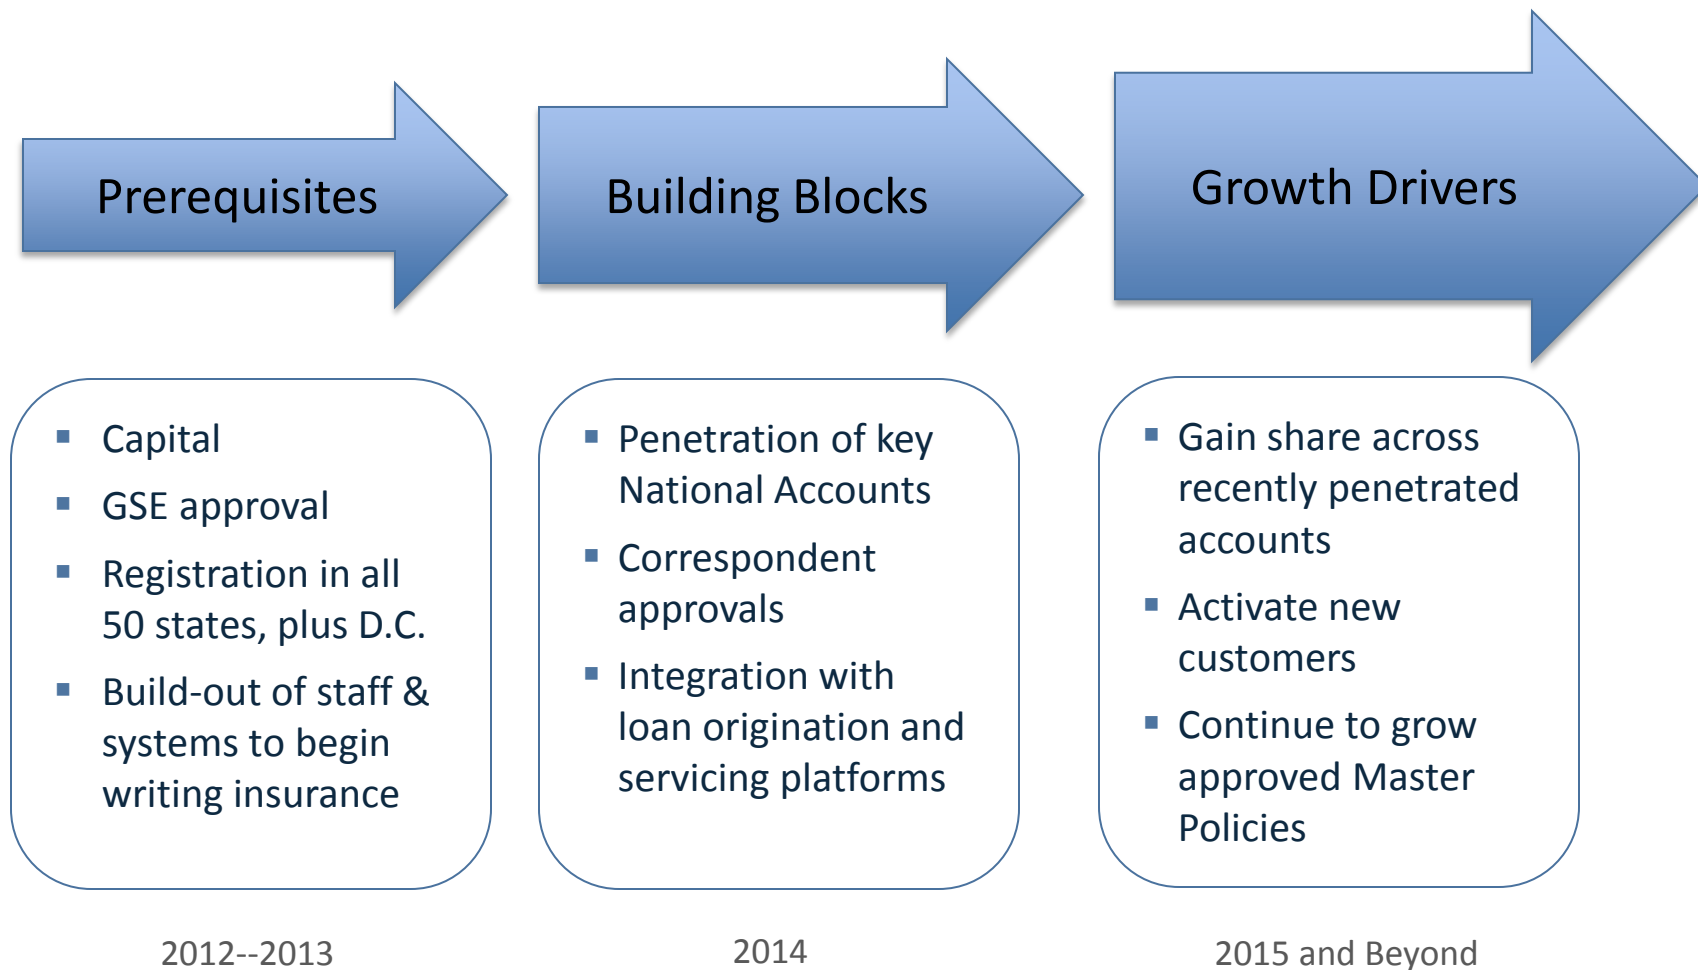 Prerequisites
Building Blocks
Growth Drivers
▪ Capital
▪ GSE approval
▪ Registration in all
50 states, plus D.C.
▪ Build-out of staff &
systems to begin
writing insurance
▪ Penetration of key
National Accounts
▪ Correspondent
approvals
▪ Integration with
loan origination and
servicing platforms
▪ Gain share across
recently penetrated
accounts
▪ Activate new
customers
▪ Continue to grow
approved Master
Policies
2012--2013
2014
2015 and Beyond